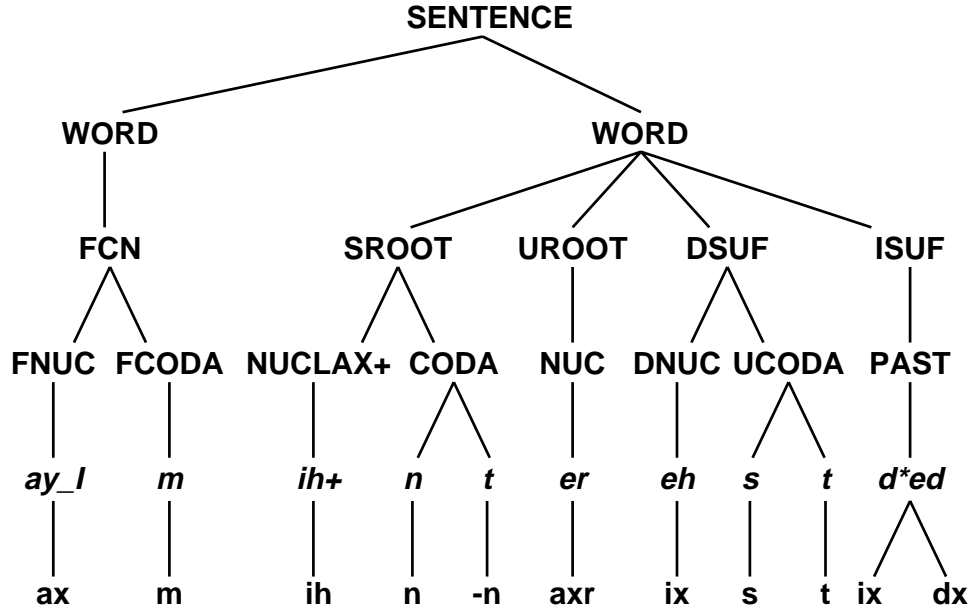 SENTENCE
WORD WORD
FCN SROOT UROOT DSUF ISUF
FNUC FCODA NUCLAX+ CODA NUC DNUC UCODA PAST
ay_I m ih+ n t er eh s t d*ed
ax m ih n -n axr ix s t ix dx